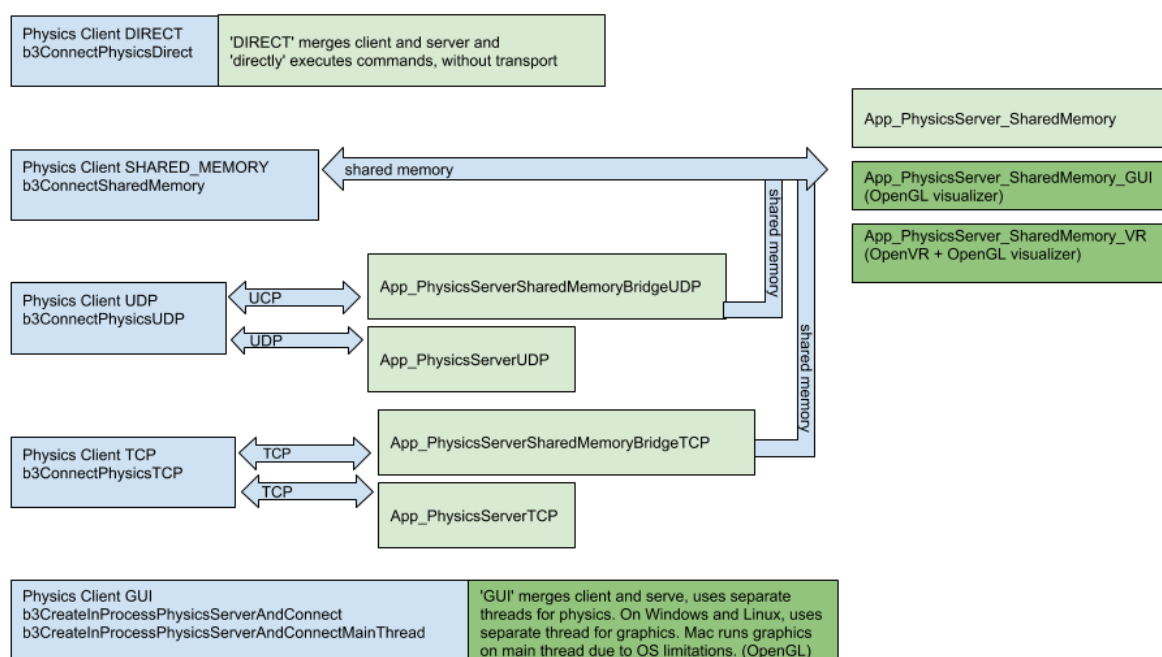 Physics Client DIRECT
b3ConnectPhysicsDirect
'DIRECT' merges client and server and
'directly' executes commands, without transport
App_PhysicsServer_SharedMemory
Physics Client SHARED_MEMORY
b3ConnectSharedMemory
shared memory
App_PhysicsServer_SharedMemory_GUI
(OpenGL visualizer)
App_PhysicsServer_SharedMemory_VR
(OpenVR + OpenGL visualizer)
shared memory
Physics Client UDP
b3ConnectPhysicsUDP
UCP
App_PhysicsServerSharedMemoryBridgeUDP
UDP
App_PhysicsServerUDP
shared memory
Physics Client TCP
b3ConnectPhysicsTCP
TCP
App_PhysicsServerSharedMemoryBridgeTCP
TCP
App_PhysicsServerTCP
Physics Client GUI
b3CreateInProcessPhysicsServerAndConnect
b3CreateInProcessPhysicsServerAndConnectMainThread
'GUI' merges client and serve, uses separate
threads for physics. On Windows and Linux, uses
separate thread for graphics. Mac runs graphics
on main thread due to OS limitations. (OpenGL)